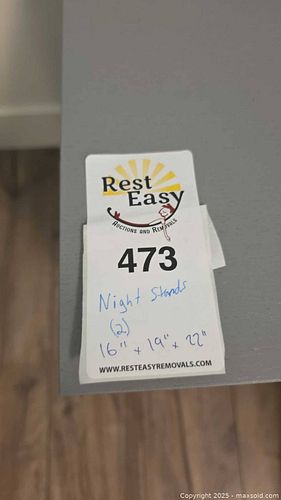 Rest
Easy
AUCTIONS AND REMOVALS
473
Night Stands
(2)
16" x 19" x 22"
WWW.RESTEASYREMOVALS.COM
Copyright 2025 - maxsold.com